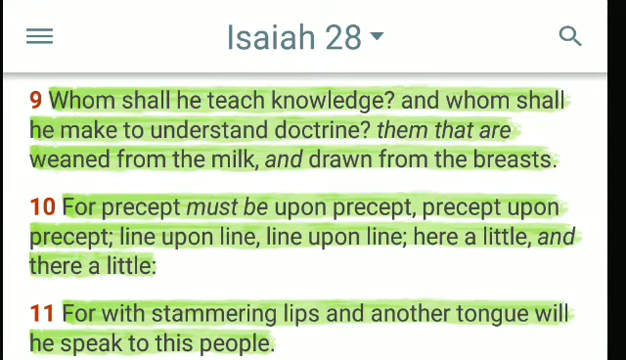 Isaiah 28
9 Whom shall he teach knowledge? and whom shall
he make to understand doctrine? them that are
weaned from the milk, and drawn from the breasts.
10 For precept must be upon precept, precept upon
precept; line upon line, line upon line; here a little, and
there a little:
11 For with stammering lips and another tongue will
he speak to this people.